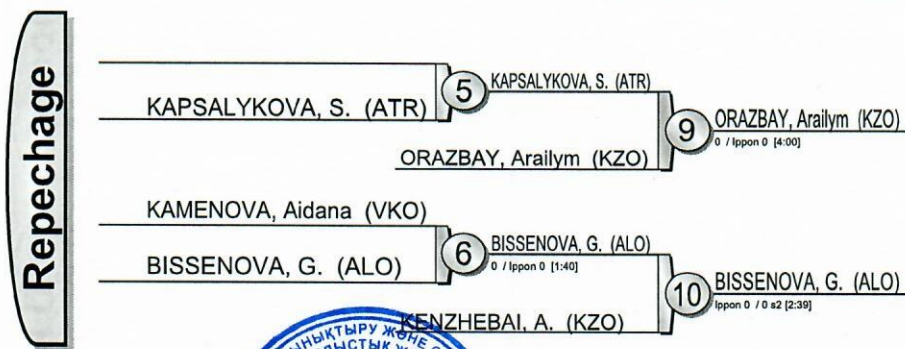 Repechage
KAPSALYKOVA, S. (ATR)
5
KAPSALYKOVA, S. (ATR)
ORAZBAY, Arailym (KZO)
9
ORAZBAY, Arailym (KZO)
0 / Ippon 0 [4:00]
KAMENOVA, Aidana (VKO)
BISSENOVA, G. (ALO)
6
BISSENOVA, G. (ALO)
0 / Ippon 0 [1:40]
KENZHEBAI, A. (KZO)
10
BISSENOVA, G. (ALO)
Ippon 0 / 0 s2 [2:39]